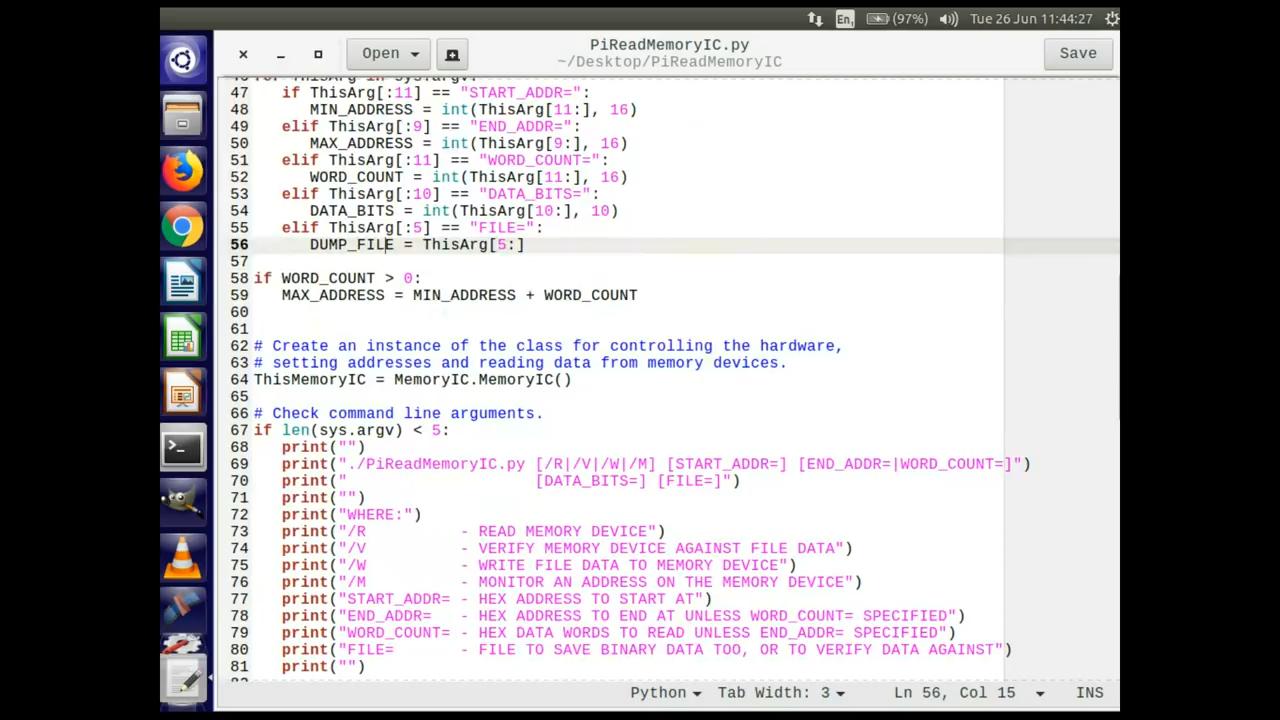 En₁ (97%) Tue 26 Jun 11:44:27
Open PiReadMemoryIC.py Save
~/Desktop/PiReadMemoryIC
46 for ThisArg in sys.argv:
47    if ThisArg[:11] == "START_ADDR=":
48       MIN_ADDRESS = int(ThisArg[11:], 16)
49    elif ThisArg[:9] == "END_ADDR=":
50       MAX_ADDRESS = int(ThisArg[9:], 16)
51    elif ThisArg[:11] == "WORD_COUNT=":
52       WORD_COUNT = int(ThisArg[11:], 16)
53    elif ThisArg[:10] == "DATA_BITS=":
54       DATA_BITS = int(ThisArg[10:], 10)
55    elif ThisArg[:5] == "FILE=":
56       DUMP_FILE = ThisArg[5:]
57
58 if WORD_COUNT > 0:
59    MAX_ADDRESS = MIN_ADDRESS + WORD_COUNT
60
61
62 # Create an instance of the class for controlling the hardware,
63 # setting addresses and reading data from memory devices.
64 ThisMemoryIC = MemoryIC.MemoryIC()
65
66 # Check command line arguments.
67 if len(sys.argv) < 5:
68    print("")
69    print("./PiReadMemoryIC.py [/R|/V|/W|/M] [START_ADDR=] [END_ADDR=|WORD_COUNT=]")
70    print("                    [DATA_BITS=] [FILE=]")
71    print("")
72    print("WHERE:")
73    print("/R          - READ MEMORY DEVICE")
74    print("/V          - VERIFY MEMORY DEVICE AGAINST FILE DATA")
75    print("/W          - WRITE FILE DATA TO MEMORY DEVICE")
76    print("/M          - MONITOR AN ADDRESS ON THE MEMORY DEVICE")
77    print("START_ADDR= - HEX ADDRESS TO START AT")
78    print("END_ADDR=   - HEX ADDRESS TO END AT UNLESS WORD_COUNT= SPECIFIED")
79    print("WORD_COUNT= - HEX DATA WORDS TO READ UNLESS END_ADDR= SPECIFIED")
80    print("FILE=       - FILE TO SAVE BINARY DATA TOO, OR TO VERIFY DATA AGAINST")
81    print("")
Python Tab Width: 3 Ln 56, Col 15 INS